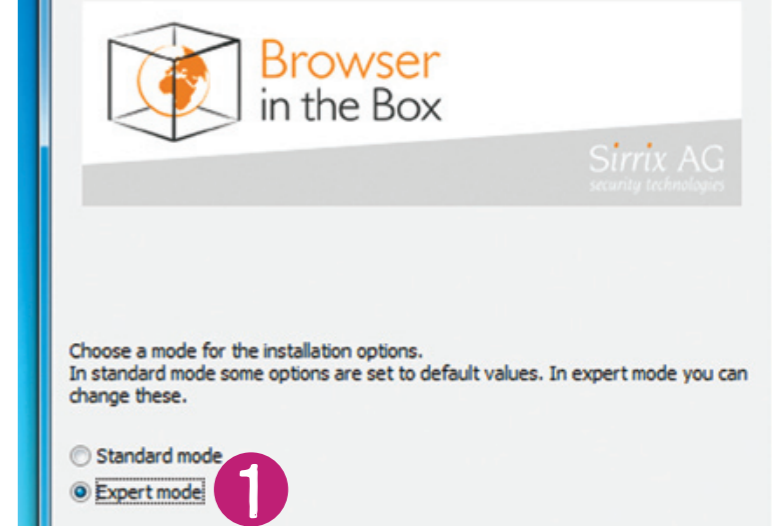 Browser
in the Box
Sirrix AG
security technologies
Choose a mode for the installation options.
In standard mode some options are set to default values. In expert mode you can
change these.
Standard mode
Expert mode
1